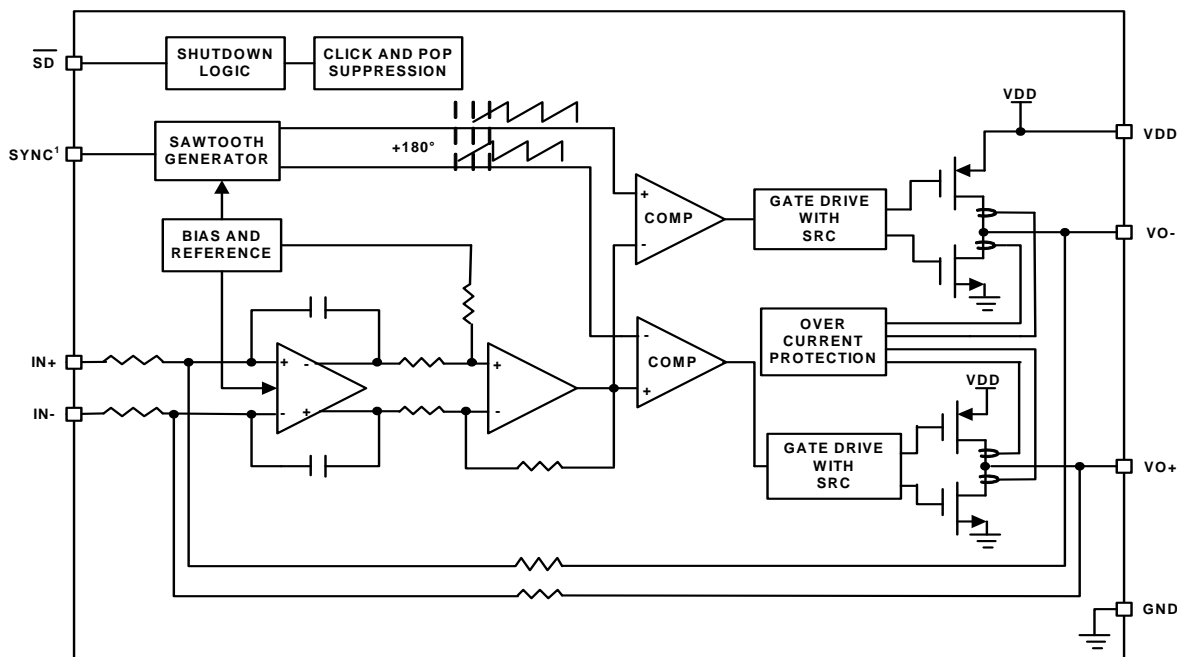 SD
SHUTDOWN
LOGIC
CLICK AND POP
SUPPRESSION
VDD
VDD
SYNC¹
SAWTOOTH
GENERATOR
+180°
+
COMP
-
GATE DRIVE
WITH
SRC
VO-
BIAS AND
REFERENCE
OVER
CURRENT
PROTECTION
-
COMP
+
IN+
+ -
+
VDD
IN-
- +
-
GATE DRIVE
WITH
SRC
VO+
GND